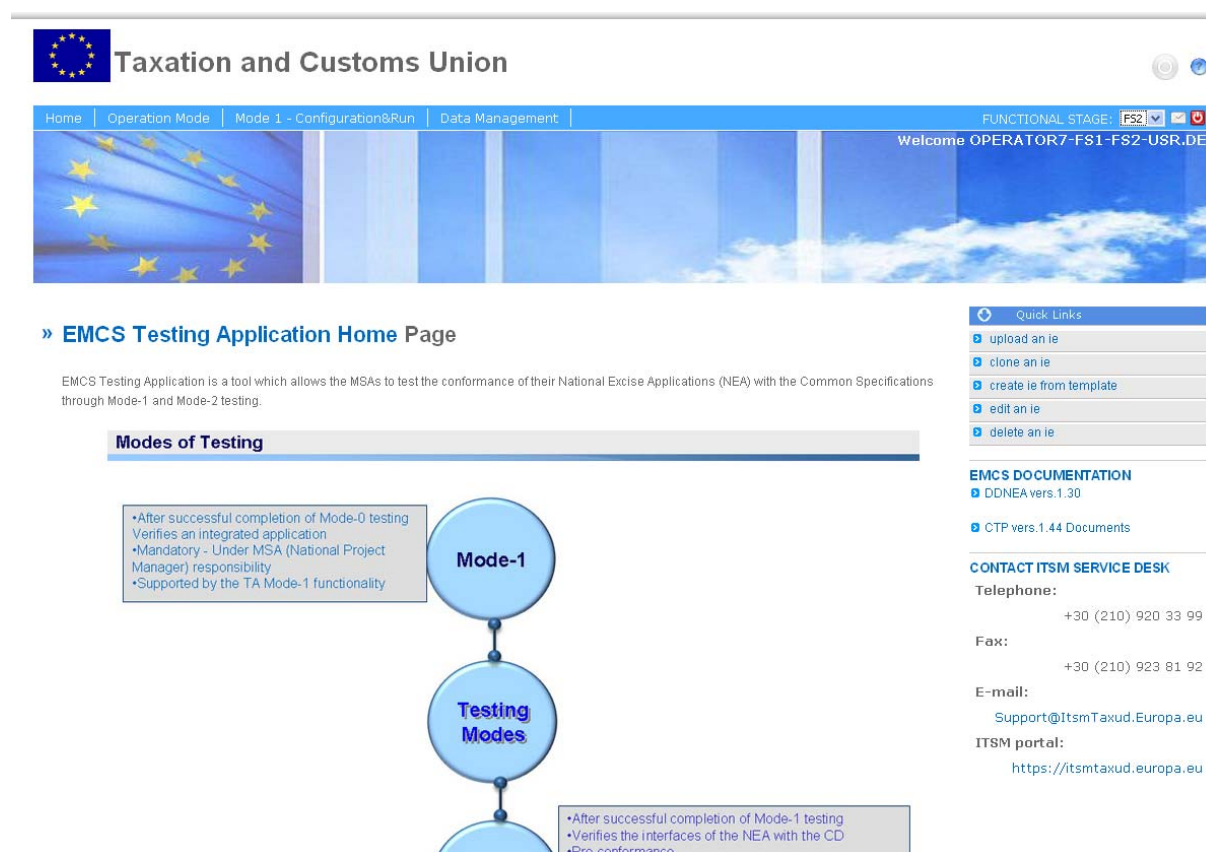 Taxation and Customs Union
Home | Operation Mode | Mode 1 - Configuration&Run | Data Management |
FUNCTIONAL STAGE: FS2
Welcome OPERATOR7-FS1-FS2-USR.DE
» EMCS Testing Application Home Page
EMCS Testing Application is a tool which allows the MSAs to test the conformance of their National Excise Applications (NEA) with the Common Specifications
through Mode-1 and Mode-2 testing.
Modes of Testing
•After successful completion of Mode-0 testing
Verifies an integrated application
•Mandatory - Under MSA (National Project
Manager) responsibility
•Supported by the TA Mode-1 functionality
Mode-1
Testing
Modes
•After successful completion of Mode-1 testing
•Verifies the interfaces of the NEA with the CD
•Pre-conformance
Quick Links
upload an ie
clone an ie
create ie from template
edit an ie
delete an ie
EMCS DOCUMENTATION
DDNEA vers.1.30
CTP vers.1.44 Documents
CONTACT ITSM SERVICE DESK
Telephone:
+30 (210) 920 33 99
Fax:
+30 (210) 923 81 92
E-mail:
Support@ItsmTaxud.Europa.eu
ITSM portal:
https://itsmtaxud.europa.eu